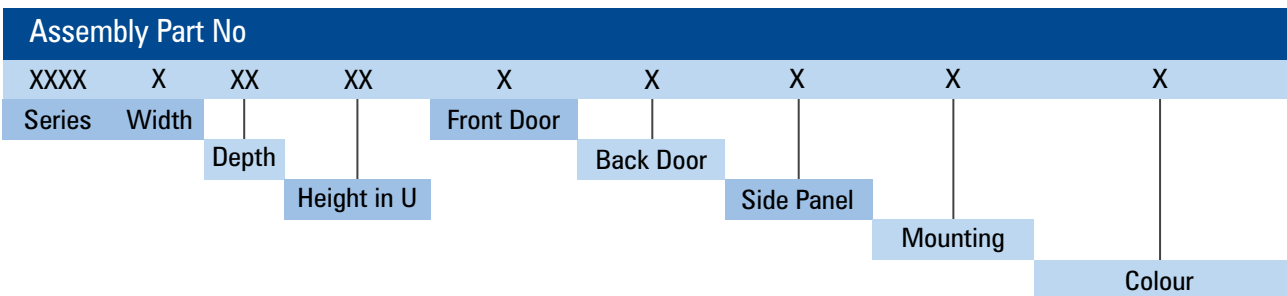 Assembly Part No
XXXX X XX XX X X X X X
Series Width Front Door
Depth Back Door
Height in U Side Panel
Mounting
Colour